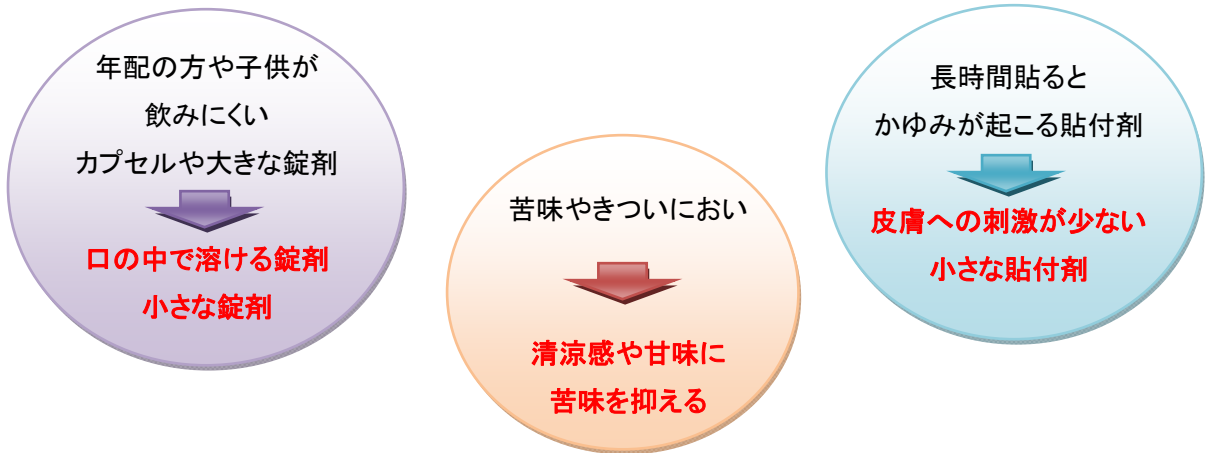 年配の方や子供が
飲みにくい
カプセルや大きな錠剤
口の中で溶ける錠剤
小さな錠剤
苦味やきついにおい
清涼感や甘味に
苦味を抑える
長時間貼ると
かゆみが起こる貼付剤
皮膚への刺激が少ない
小さな貼付剤